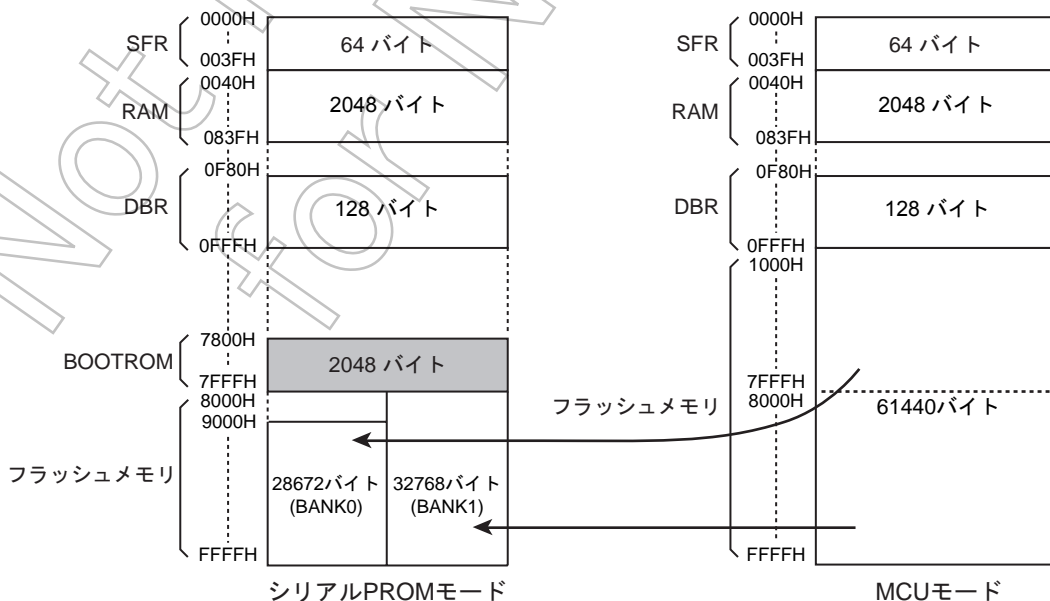 0000H
SFR
64 バイト
003FH
0040H
RAM
2048 バイト
083FH
0F80H
DBR
128 バイト
0FFFH
7800H
BOOTROM
2048 バイト
7FFFH
8000H
9000H
フラッシュメモリ
28672バイト
(BANK0)
32768バイト
(BANK1)
FFFFH
シリアルPROMモード
0000H
SFR
64 バイト
003FH
0040H
RAM
2048 バイト
083FH
0F80H
DBR
128 バイト
0FFFH
1000H
7FFFH
フラッシュメモリ
8000H
61440バイト
FFFFH
MCUモード
Not
for